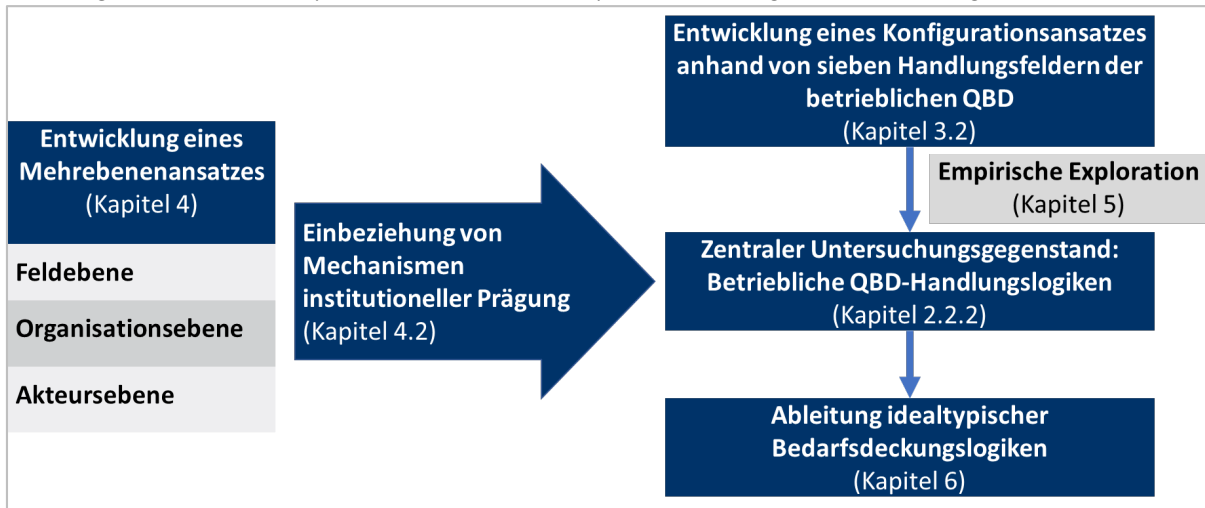 Entwicklung eines
Mehrebenenansatzes
(Kapitel 4)
Feldebene
Organisationsebene
Akteursebene
Einbeziehung von
Mechanismen
institutioneller Prägung
(Kapitel 4.2)
Entwicklung eines Konfigurationsansatzes
anhand von sieben Handlungsfeldern der
betrieblichen QBD
(Kapitel 3.2)
Empirische Exploration
(Kapitel 5)
Zentraler Untersuchungsgegenstand:
Betriebliche QBD-Handlungslogiken
(Kapitel 2.2.2)
Ableitung idealtypischer
Bedarfsdeckungslogiken
(Kapitel 6)